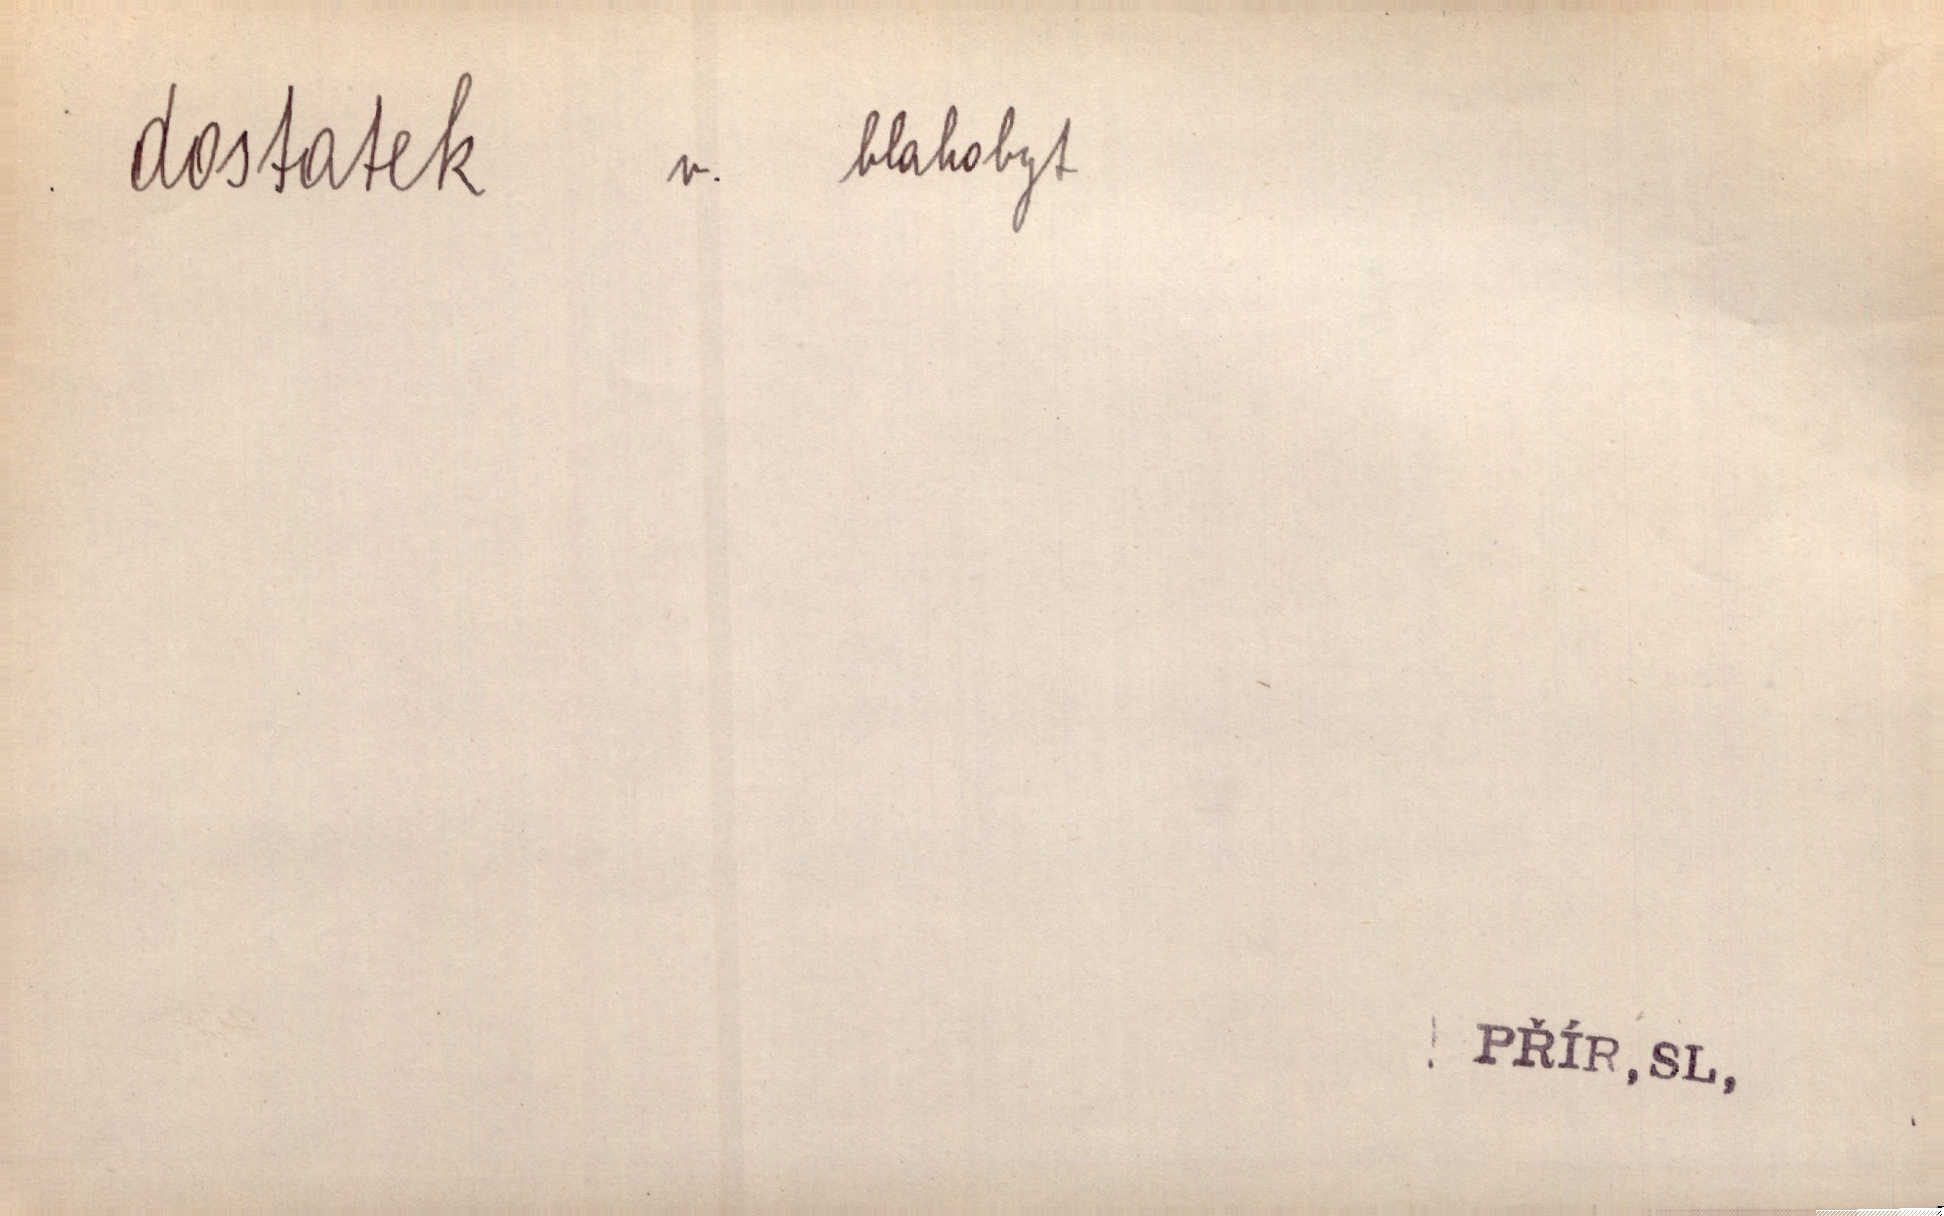 dostatek v. blahobyt
PŘÍR,SL,